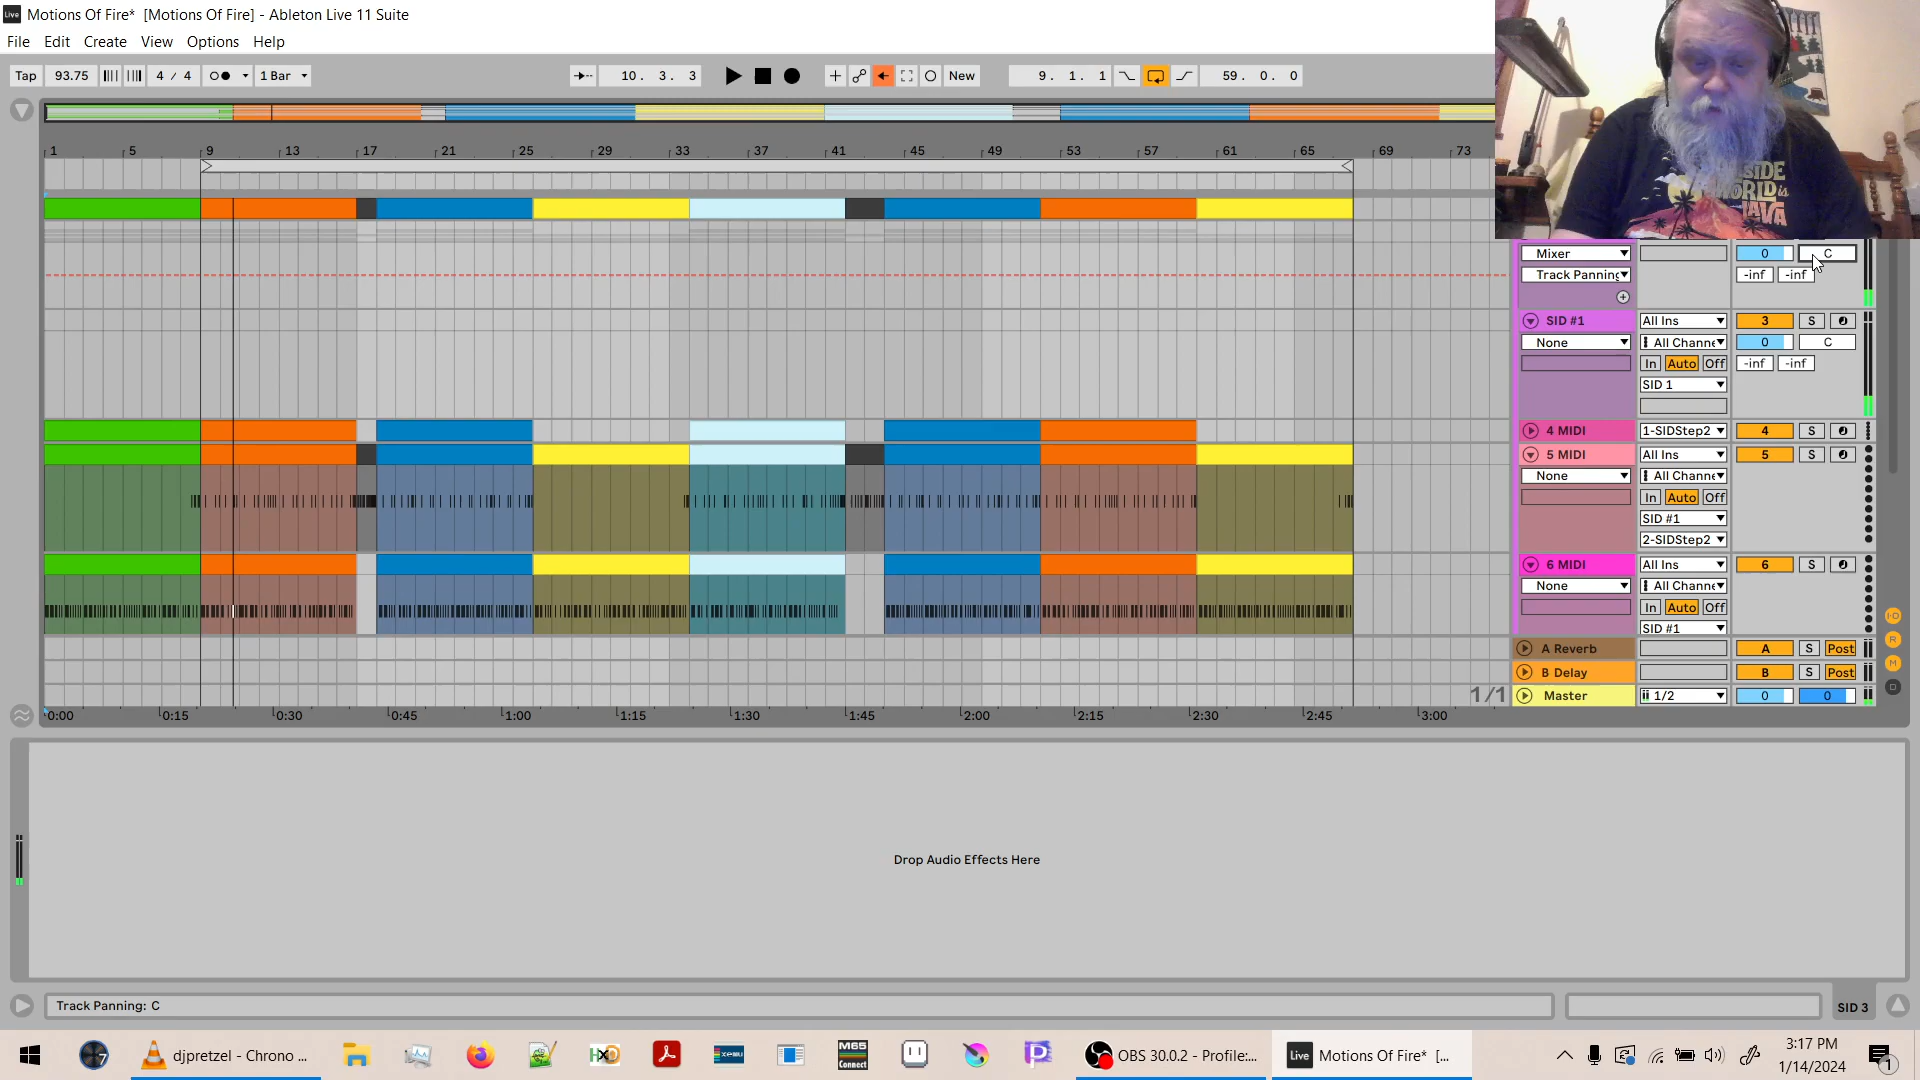 Motions Of Fire* [Motions Of Fire] - Ableton Live 11 Suite
File Edit Create View Options Help
Tap 93.75 4 / 4 1 Bar 10. 3. 3 New 9. 1. 1 59. 0. 0
1 5 9 13 17 21 25 29 33 37 41 45 49 53 57 61 65 69 73
SIDE
WORLD is
JAVA
Mixer 0 C
Track Panning -inf -inf
SID #1 All Ins 3 S
None All Channe 0 C
In Auto Off -inf -inf
SID 1
4 MIDI 1-SIDStep2 4 S
5 MIDI All Ins 5 S
None All Channe
In Auto Off
SID #1
2-SIDStep2
6 MIDI All Ins 6 S
None All Channe
In Auto Off
SID #1
A Reverb A S Post
B Delay B S Post
1/1 Master 1/2 0 0
0:00 0:15 0:30 0:45 1:00 1:15 1:30 1:45 2:00 2:15 2:30 2:45 3:00
Drop Audio Effects Here
Track Panning: C
SID 3
djpretzel - Chrono ...
OBS 30.0.2 - Profile:...
Live Motions Of Fire* [...
3:17 PM
1/14/2024
1